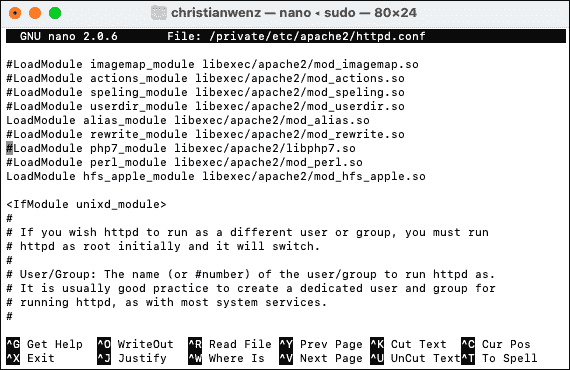 christianwenz — nano ◂ sudo — 80×24
GNU nano 2.0.6 File: /private/etc/apache2/httpd.conf
#LoadModule imagemap_module libexec/apache2/mod_imagemap.so
#LoadModule actions_module libexec/apache2/mod_actions.so
#LoadModule speling_module libexec/apache2/mod_speling.so
#LoadModule userdir_module libexec/apache2/mod_userdir.so
LoadModule alias_module libexec/apache2/mod_alias.so
#LoadModule rewrite_module libexec/apache2/mod_rewrite.so
#LoadModule php7_module libexec/apache2/libphp7.so
#LoadModule perl_module libexec/apache2/mod_perl.so
LoadModule hfs_apple_module libexec/apache2/mod_hfs_apple.so
<IfModule unixd_module>
#
# If you wish httpd to run as a different user or group, you must run
# httpd as root initially and it will switch.
#
# User/Group: The name (or #number) of the user/group to run httpd as.
# It is usually good practice to create a dedicated user and group for
# running httpd, as with most system services.
#
^G Get Help ^O WriteOut ^R Read File ^Y Prev Page ^K Cut Text ^C Cur Pos
^X Exit ^J Justify ^W Where Is ^V Next Page ^U UnCut Text ^T To Spell